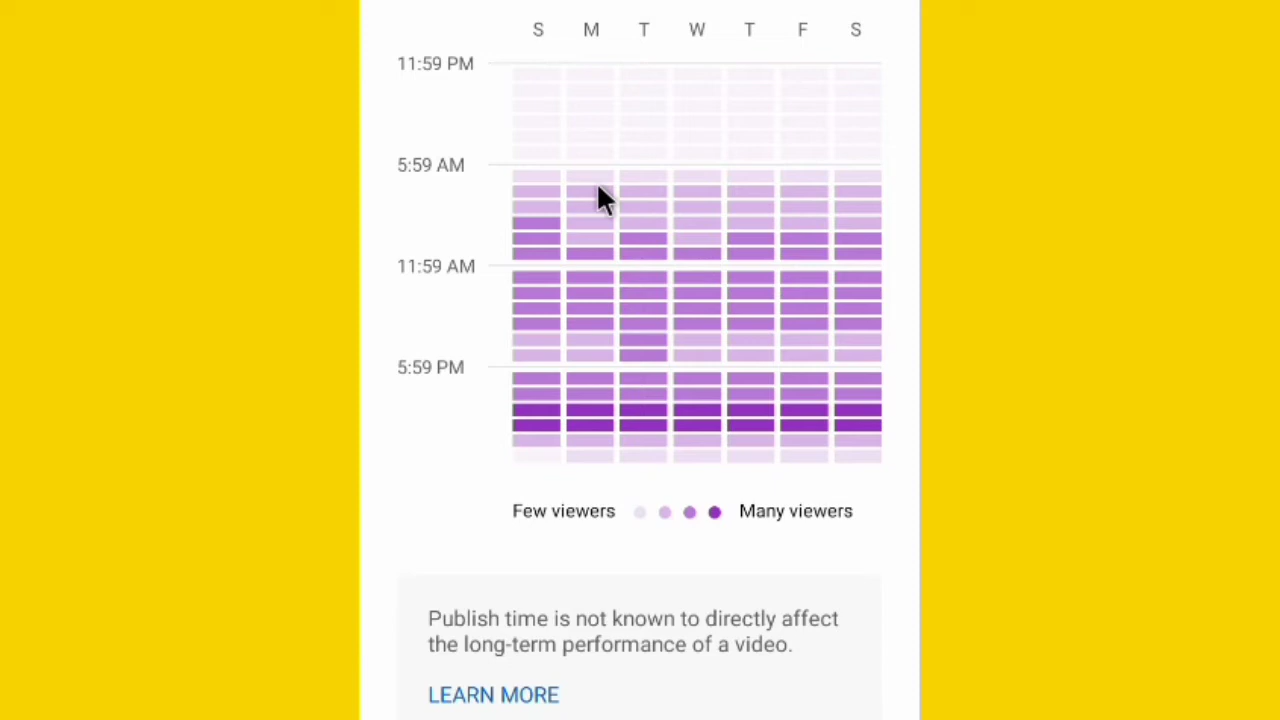 S M T W T F S
11:59 PM
5:59 AM
11:59 AM
5:59 PM
Few viewers Many viewers
Publish time is not known to directly affect
the long-term performance of a video.
LEARN MORE